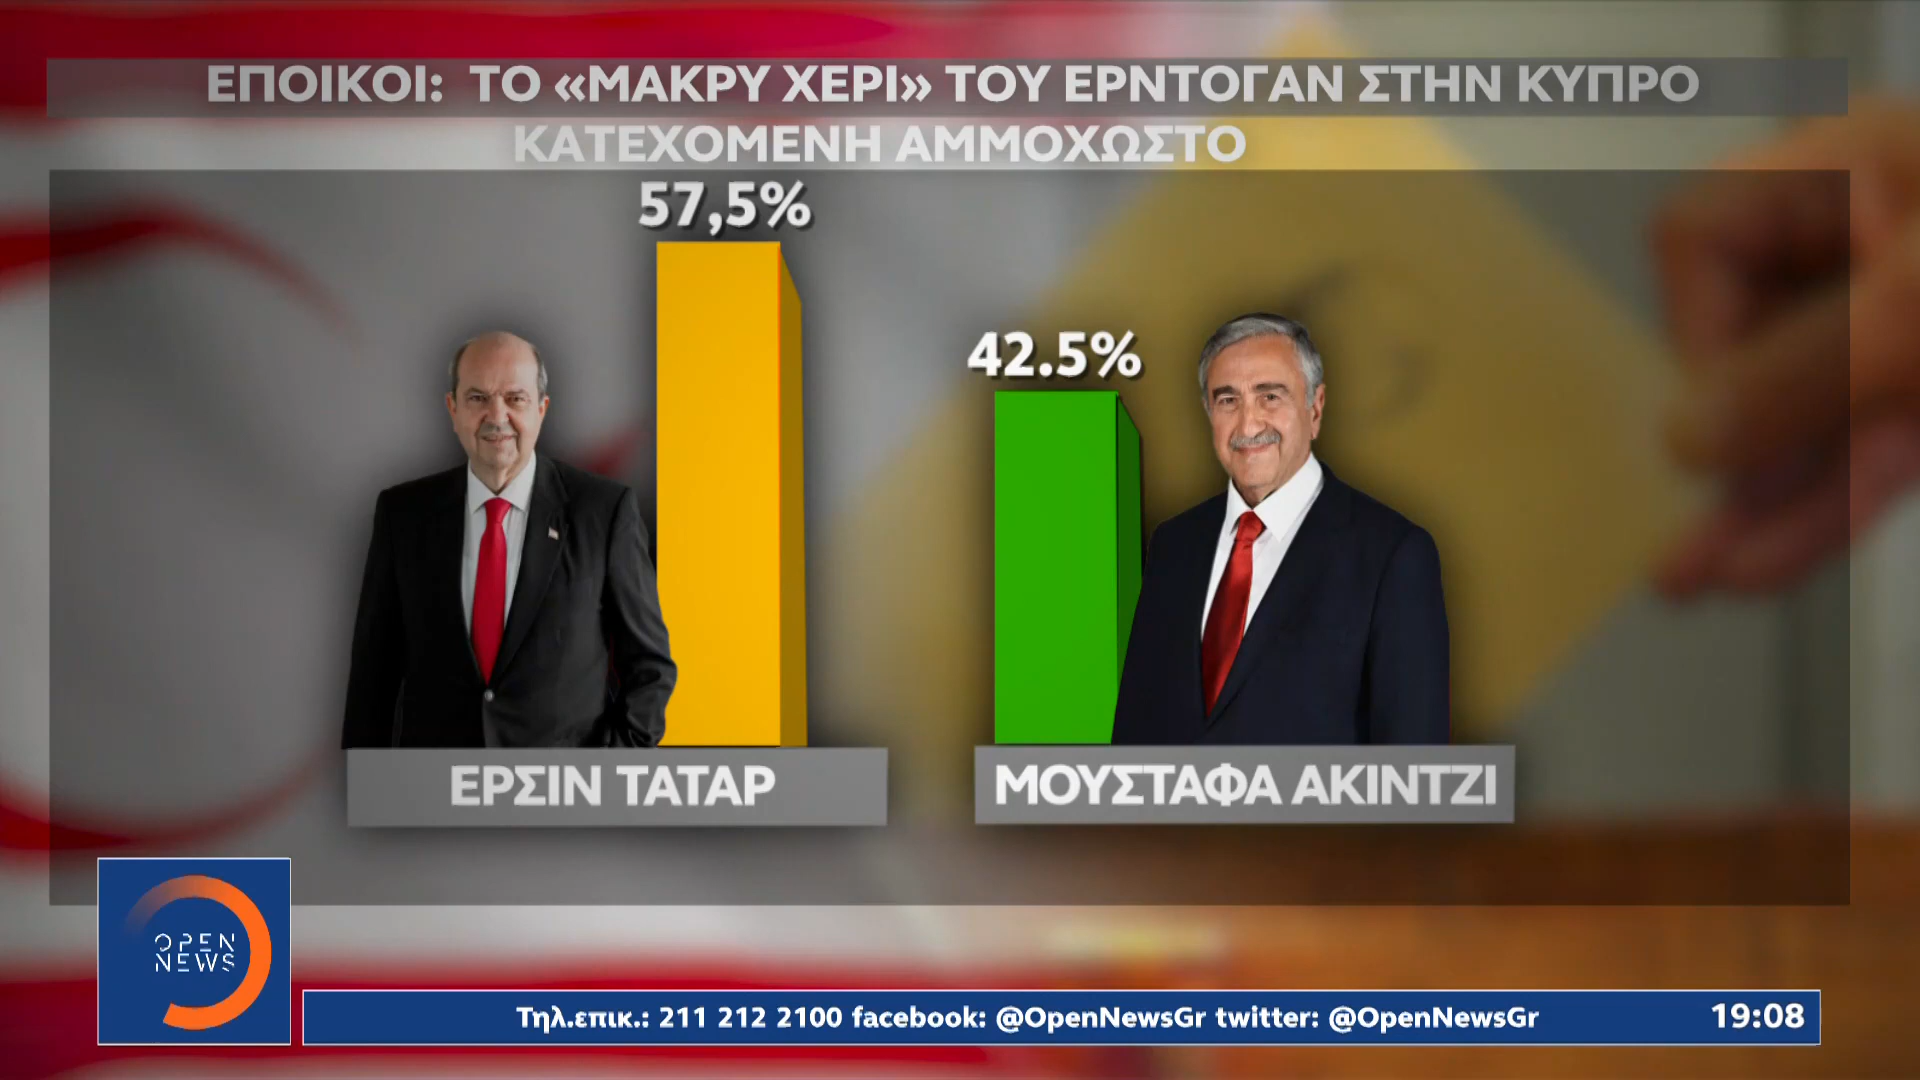 ΕΠΟΙΚΟΙ: ΤΟ «ΜΑΚΡΥ ΧΕΡΙ» ΤΟΥ ΕΡΝΤΟΓΑΝ ΣΤΗΝ ΚΥΠΡΟ
ΚΑΤΕΧΟΜΕΝΗ ΑΜΜΟΧΩΣΤΟ
57,5%
42.5%
ΕΡΣΙΝ ΤΑΤΑΡ
ΜΟΥΣΤΑΦΑ ΑΚΙΝΤΖΙ
OPEN
NEWS
Τηλ.επικ.: 211 212 2100 facebook: @OpenNewsGr twitter: @OpenNewsGr
19:08